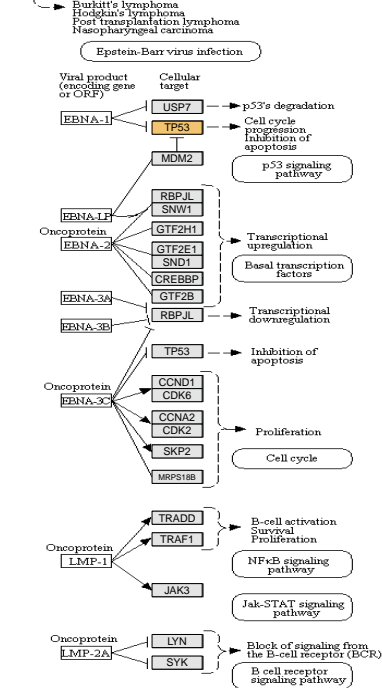 Burkitt's lymphoma
Hodgkin's lymphoma
Post transplantation lymphoma
Nasopharyngeal carcinoma
Epstein-Barr virus infection
Viral product
(encoding gene
or ORF)
Cellular
target
EBNA-1
USP7
p53's degradation
TP53
Cell cycle
progression
Inhibition of
apoptosis
MDM2
p53 signaling
pathway
EBNA-LP
RBPJL
SNW1
Oncoprotein
EBNA-2
GTF2H1
GTF2E1
SND1
CREBBP
GTF2B
Transcriptional
upregulation
Basal transcription
factors
EBNA-3A
EBNA-3B
RBPJL
Transcriptional
downregulation
TP53
Inhibition of
apoptosis
Oncoprotein
EBNA-3C
CCND1
CDK6
CCNA2
CDK2
SKP2
MRPS18B
Proliferation
Cell cycle
Oncoprotein
LMP-1
TRADD
TRAF1
JAK3
B-cell activation
Survival
Proliferation
NFκB signaling
pathway
Jak-STAT signaling
pathway
Oncoprotein
LMP-2A
LYN
SYK
Block of signaling from
the B-cell receptor (BCR)
B cell receptor
signaling pathway